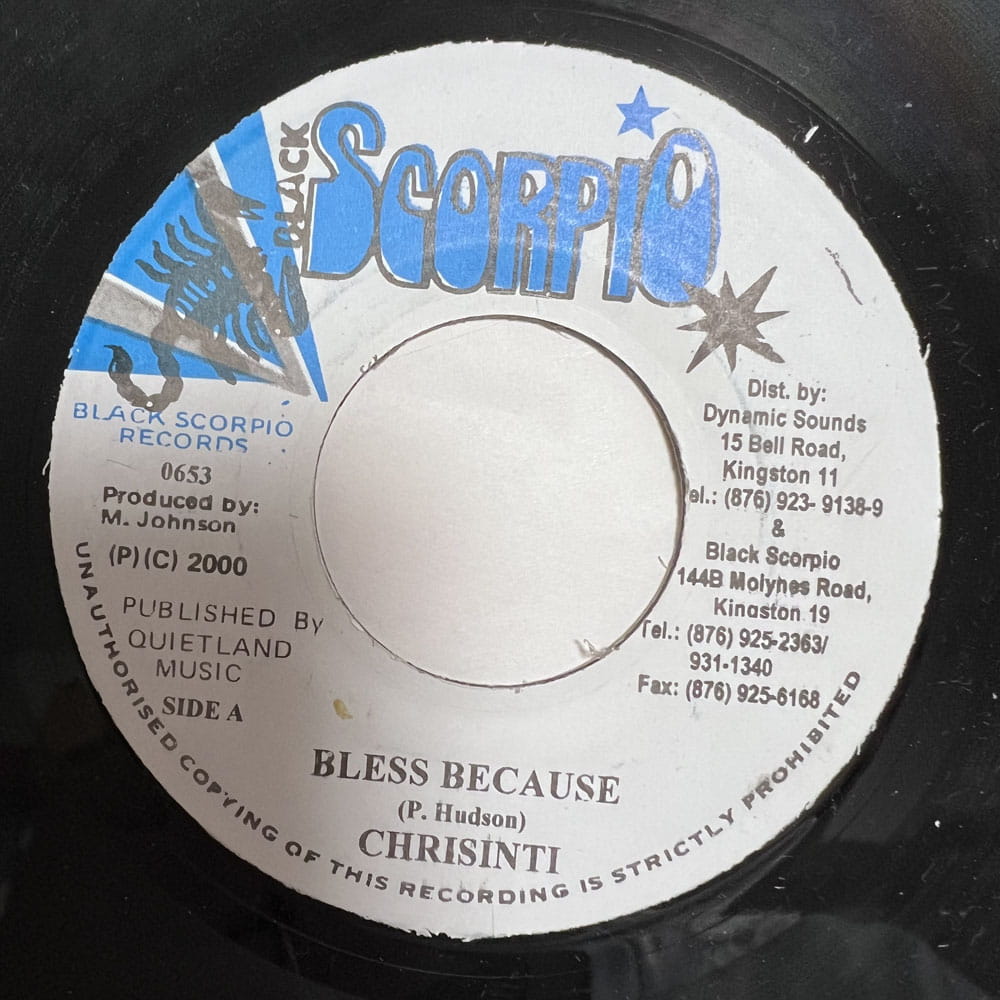 BLACK
SCORPIO
BLACK SCORPIO
RECORDS
0653
Produced by:
M. Johnson
(P)(C) 2000
PUBLISHED BY
QUIETLAND
MUSIC
SIDE A
Dist. by:
Dynamic Sounds
15 Bell Road,
Kingston 11
el.: (876) 923- 9138-9
&
Black Scorpio
144B Molynes Road,
Kingston 19
Tel.: (876) 925-2363/
931-1340
Fax: (876) 925-6168
BLESS BECAUSE
(P. Hudson)
CHRISINTI
UNAUTHORISED COPYING OF THIS RECORDING IS STRICTLY PROHIBITED